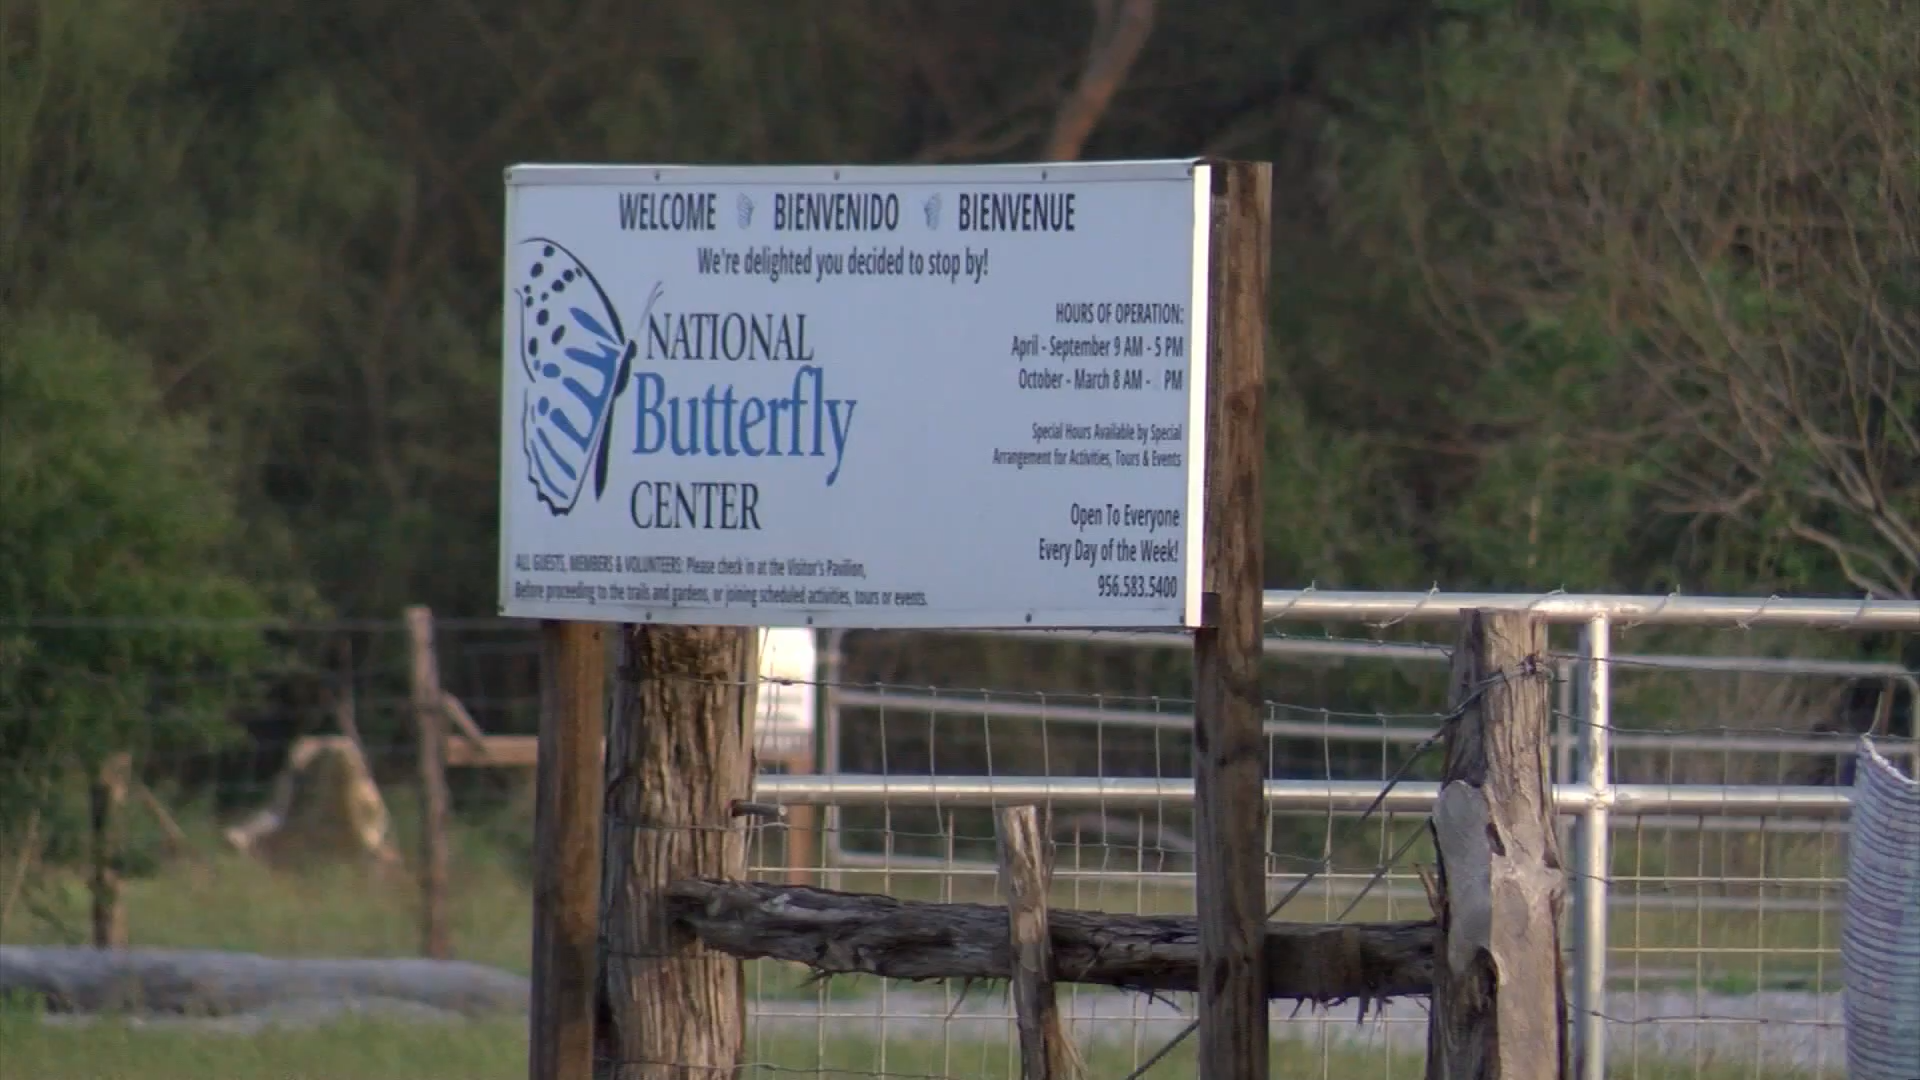 WELCOME BIENVENIDO BIENVENUE
We're delighted you decided to stop by!
NATIONAL
Butterfly
CENTER
HOURS OF OPERATION:
April - September 9 AM - 5 PM
October - March 8 AM - PM
Special Hours Available by Special
Arrangement for Activities, Tours & Events
Open To Everyone
Every Day of the Week!
956.583.5400
ALL GUESTS, MEMBERS & VOLUNTEERS: Please check in at the Visitor's Pavilion,
Before proceeding to the trails and gardens, or joining scheduled activities, tours or events.